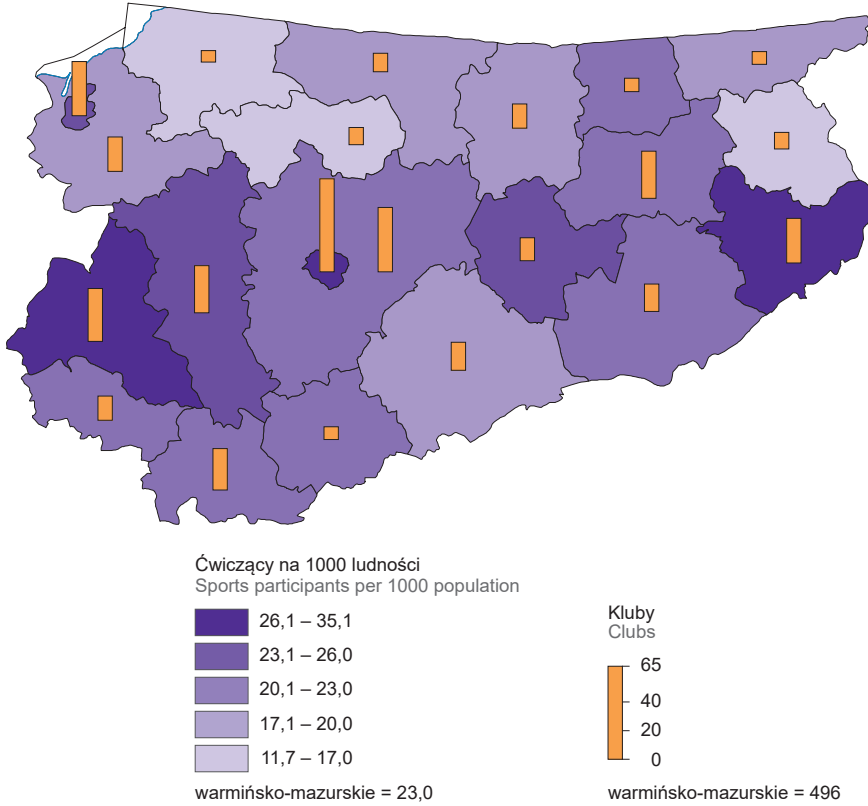 Ćwiczący na 1000 ludności
Sports participants per 1000 population
26,1 – 35,1
23,1 – 26,0
20,1 – 23,0
17,1 – 20,0
11,7 – 17,0
warmińsko-mazurskie = 23,0
Kluby
Clubs
65
40
20
0
warmińsko-mazurskie = 496